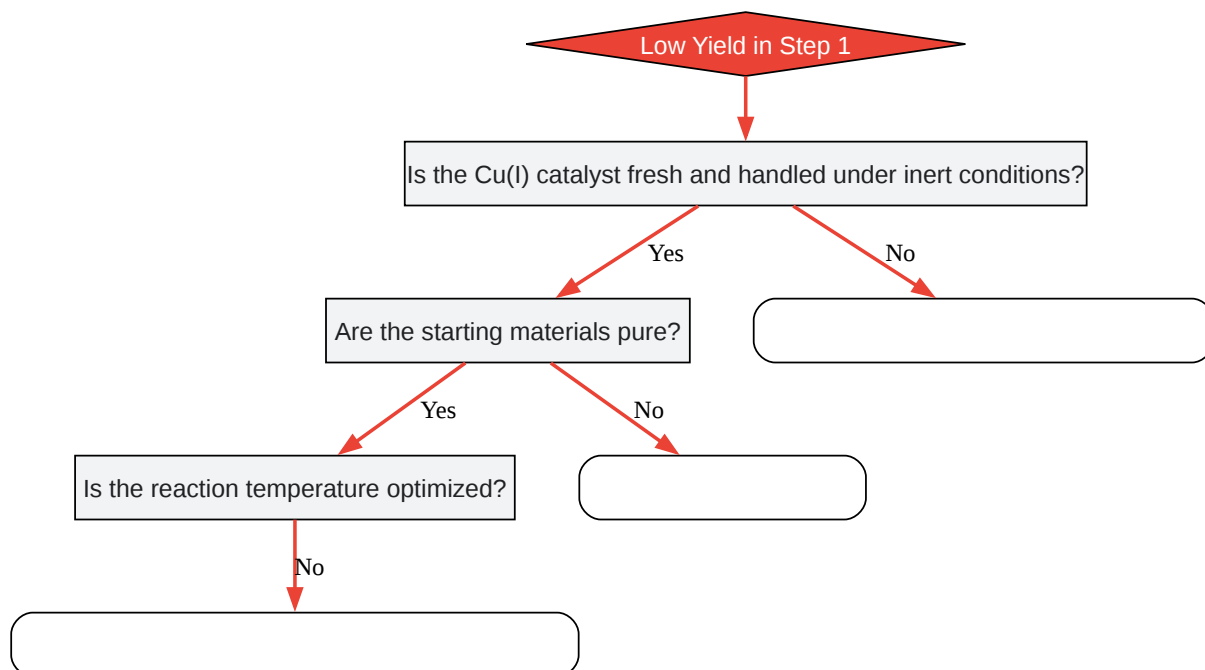 Low Yield in Step 1
Is the Cu(I) catalyst fresh and handled under inert conditions?
Yes
No
Are the starting materials pure?
Yes
No
Is the reaction temperature optimized?
No